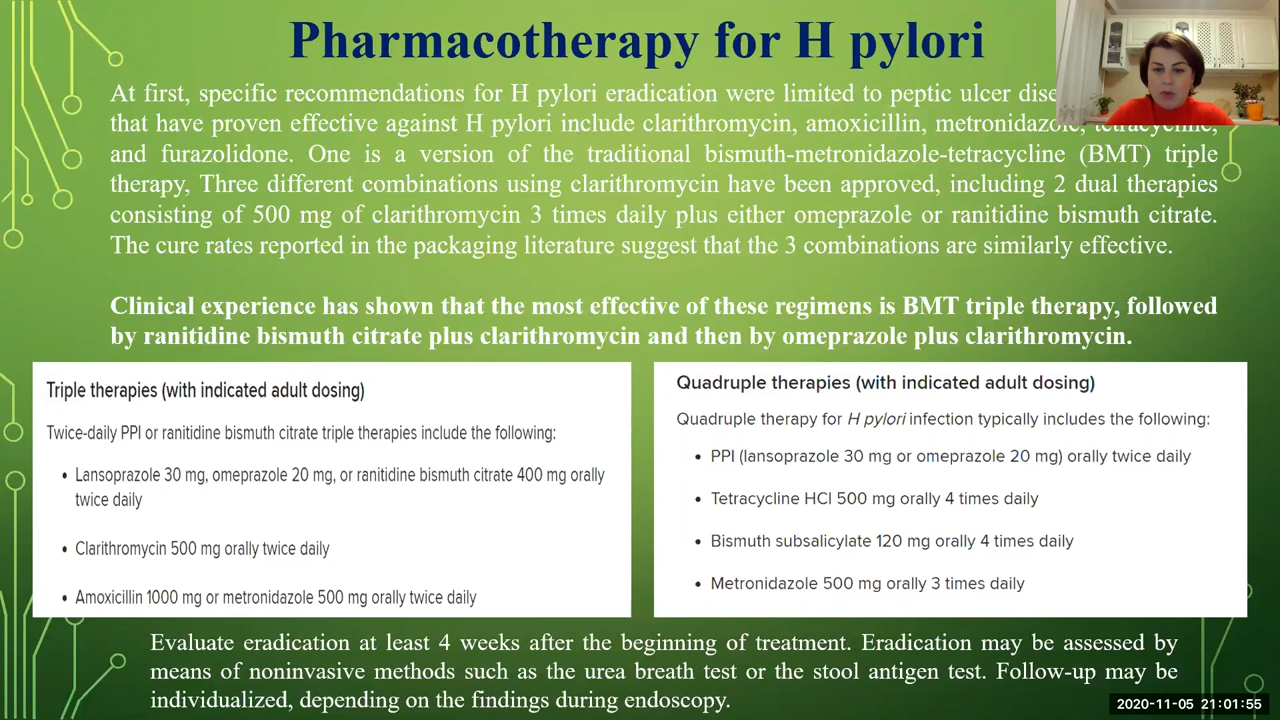 Pharmacotherapy for H pylori
At first, specific recommendations for H pylori eradication were limited to peptic ulcer
that have proven effective against H pylori include clarithromycin, amoxicillin, metronidazole, tetracycline,
and furazolidone. One is a version of the traditional bismuth-metronidazole-tetracycline (BMT) triple
therapy, Three different combinations using clarithromycin have been approved, including 2 dual therapies
consisting of 500 mg of clarithromycin 3 times daily plus either omeprazole or ranitidine bismuth citrate.
The cure rates reported in the packaging literature suggest that the 3 combinations are similarly effective.
Clinical experience has shown that the most effective of these regimens is BMT triple therapy, followed
by ranitidine bismuth citrate plus clarithromycin and then by omeprazole plus clarithromycin.
Triple therapies (with indicated adult dosing)
Twice-daily PPI or ranitidine bismuth citrate triple therapies include the following:
• Lansoprazole 30 mg, omeprazole 20 mg, or ranitidine bismuth citrate 400 mg orally
twice daily
• Clarithromycin 500 mg orally twice daily
• Amoxicillin 1000 mg or metronidazole 500 mg orally twice daily
Quadruple therapies (with indicated adult dosing)
Quadruple therapy for H pylori infection typically includes the following:
• PPI (lansoprazole 30 mg or omeprazole 20 mg) orally twice daily
• Tetracycline HCl 500 mg orally 4 times daily
• Bismuth subsalicylate 120 mg orally 4 times daily
• Metronidazole 500 mg orally 3 times daily
Evaluate eradication at least 4 weeks after the beginning of treatment. Eradication may be assessed by
means of noninvasive methods such as the urea breath test or the stool antigen test. Follow-up may be
individualized, depending on the findings during endoscopy.
2020-11-05 21:01:55